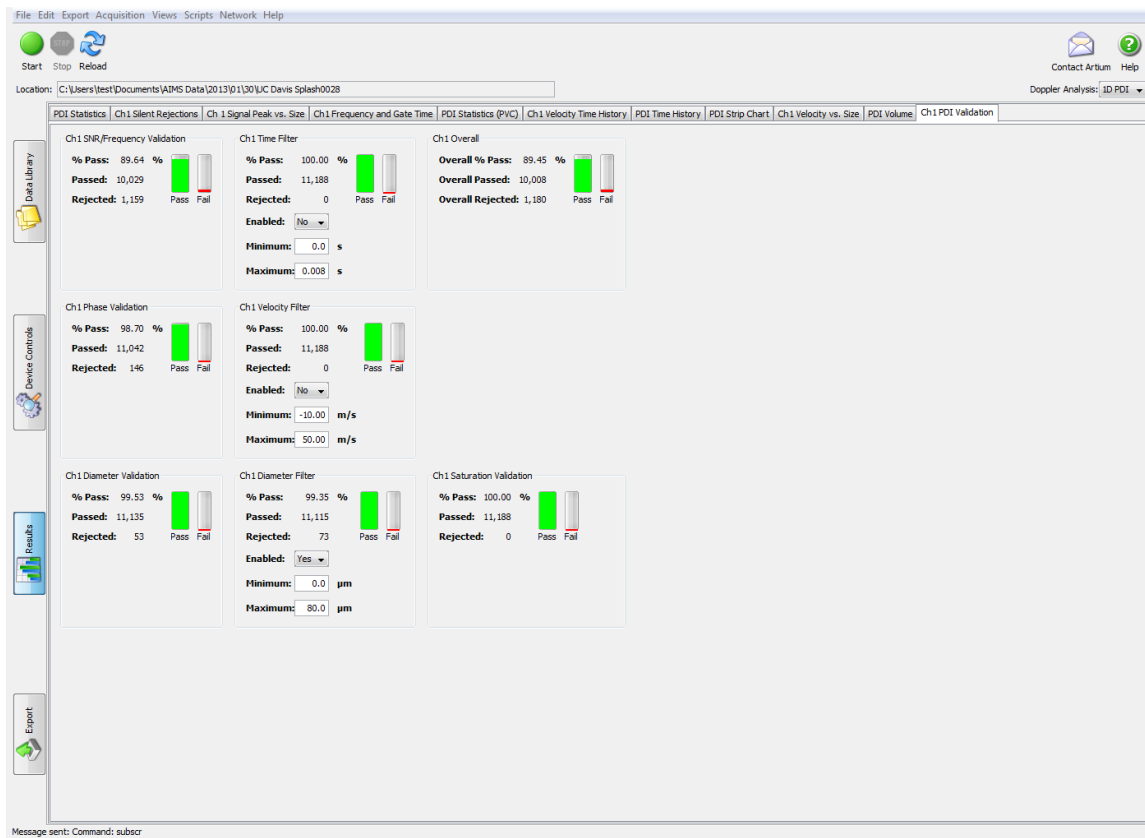 File Edit Export Acquisition Views Scripts Network Help
STOP
Start Stop Reload
Contact Artium Help
Location: C:\Users\test\Documents\AIMS Data\2013\01\30\UC Davis Splash0028
Doppler Analysis: 1D PDI
PDI Statistics Ch1 Silent Rejections Ch 1 Signal Peak vs. Size Ch1 Frequency and Gate Time PDI Statistics (PVC) Ch1 Velocity Time History PDI Time History PDI Strip Chart Ch1 Velocity vs. Size PDI Volume Ch1 PDI Validation
Data Library
Device Controls
Results
Export
Ch1 SNR/Frequency Validation
% Pass: 89.64 %
Passed: 10,029
Rejected: 1,159
Pass Fail
Ch1 Time Filter
% Pass: 100.00 %
Passed: 11,188
Rejected: 0
Pass Fail
Enabled: No
Minimum: 0.0 s
Maximum: 0.008 s
Ch1 Overall
Overall % Pass: 89.45 %
Overall Passed: 10,008
Overall Rejected: 1,180
Pass Fail
Ch1 Phase Validation
% Pass: 98.70 %
Passed: 11,042
Rejected: 146
Pass Fail
Ch1 Velocity Filter
% Pass: 100.00 %
Passed: 11,188
Rejected: 0
Pass Fail
Enabled: No
Minimum: -10.00 m/s
Maximum: 50.00 m/s
Ch1 Diameter Validation
% Pass: 99.53 %
Passed: 11,135
Rejected: 53
Pass Fail
Ch1 Diameter Filter
% Pass: 99.35 %
Passed: 11,115
Rejected: 73
Pass Fail
Enabled: Yes
Minimum: 0.0 µm
Maximum: 80.0 µm
Ch1 Saturation Validation
% Pass: 100.00 %
Passed: 11,188
Rejected: 0
Pass Fail
Message sent: Command: subscr